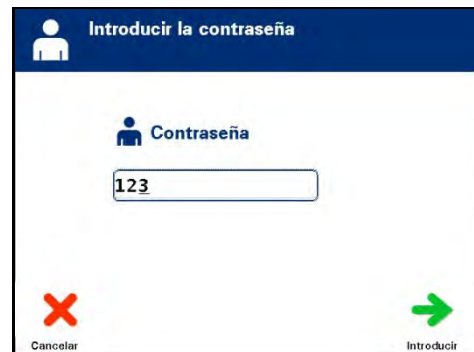 Introducir la contraseña
Contraseña
123
Cancelar
Introducir